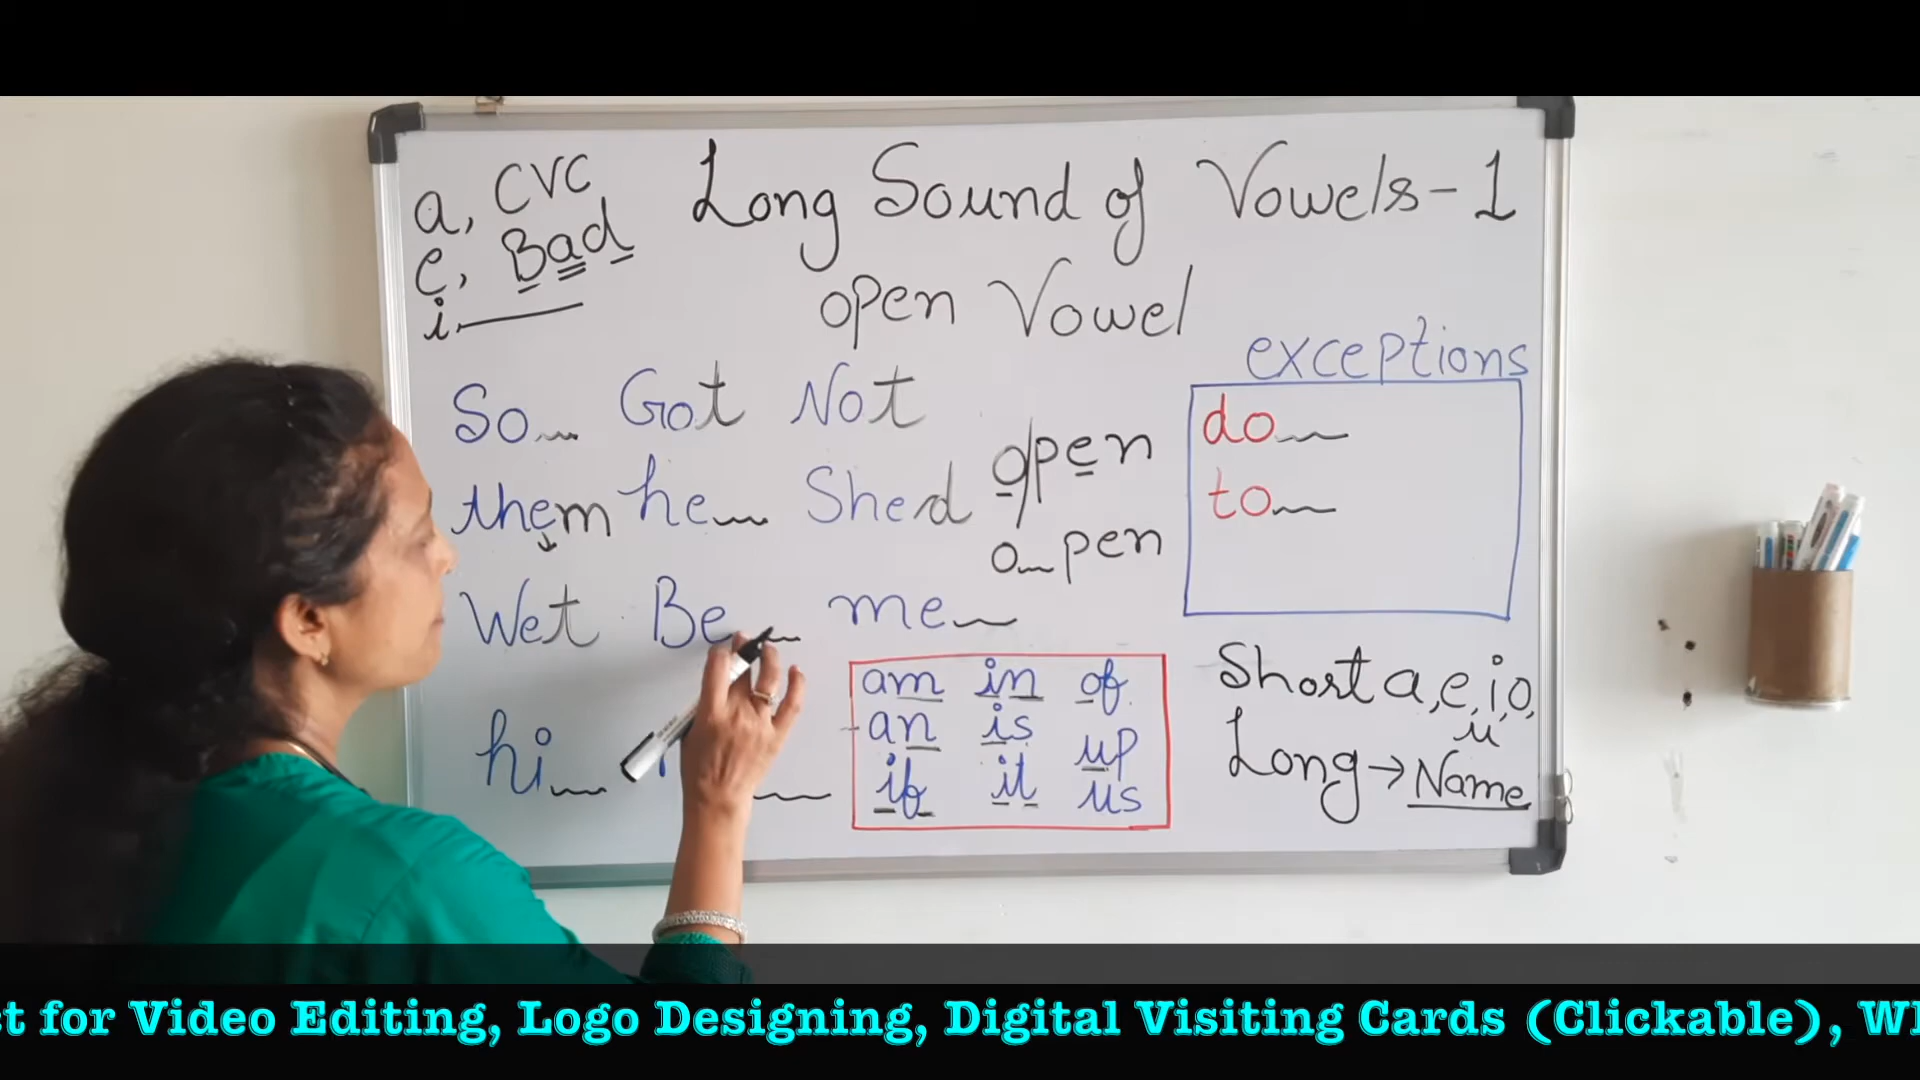 a, CVC Long Sound of Vowels-1
e, Bad
i,
open Vowel
exceptions
So Got Not
do
open
to
them he Shed
o pen
Wet Be me
Short a, e, i, o,
u
am in of
an is up
if it us
Long → Name
hi
ct for Video Editing, Logo Designing, Digital Visiting Cards (Clickable), Wh